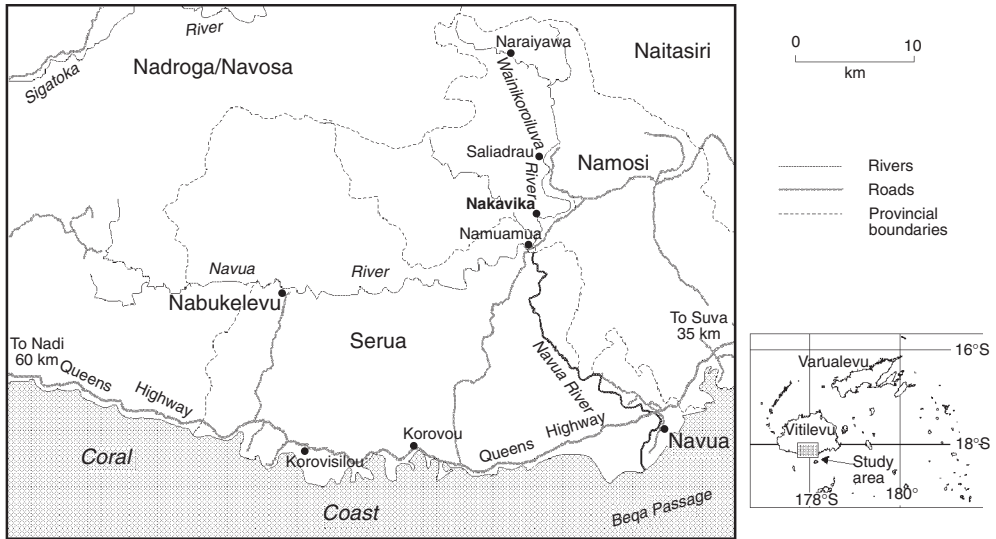 River
Sigatoka
Nadroga/Navosa
Naraiyawa
Naitasiri
Wainikoroiluva
River
Saliadrau
Namosi
Nakavika
Namuamua
Navua
River
Nabukelevu
Serua
To Nadi
60 km
Queens
Highway
To Suva
35 km
Navua River
Queens
Highway
Korovou
Korovisilou
Navua
Coral
Coast
Beqa Passage
0
10
km
Rivers
Roads
Provincial
boundaries
Varualevu
16°S
Vitilevu
18°S
Study
area
178°S
180°